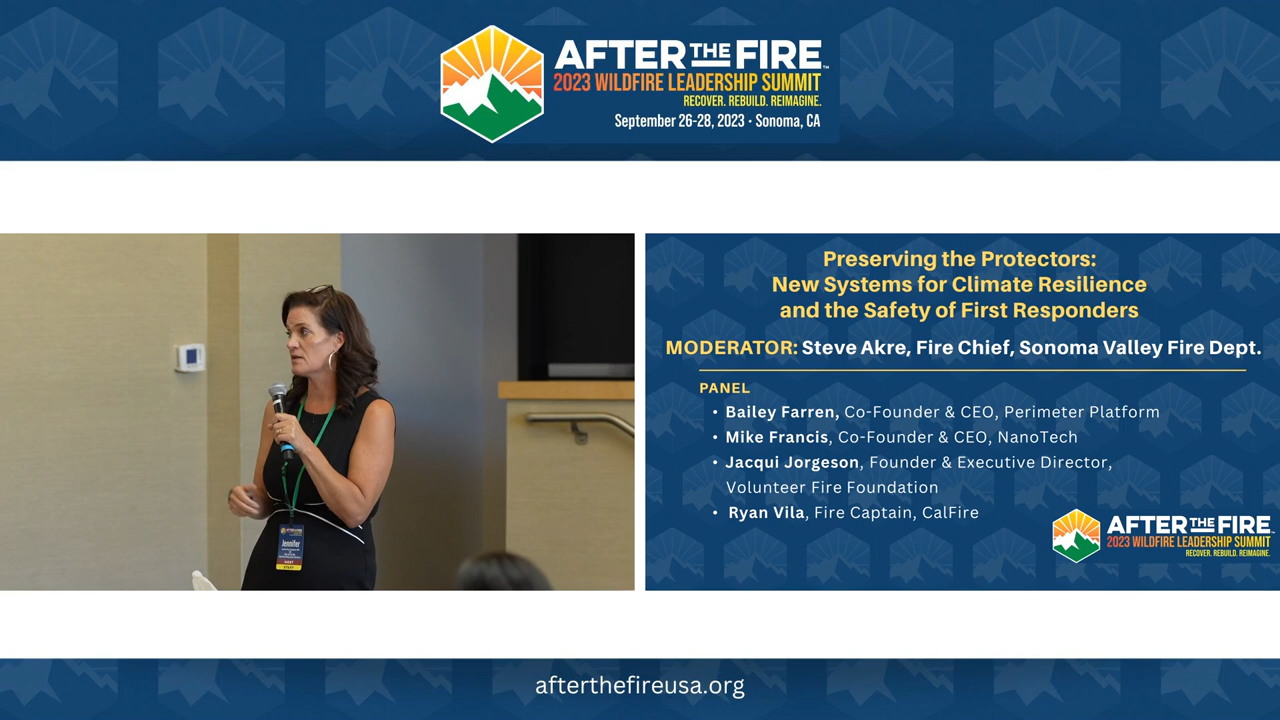 AFTER THE FIRE™
2023 WILDFIRE LEADERSHIP SUMMIT
RECOVER. REBUILD. REIMAGINE.
September 26-28, 2023 • Sonoma, CA
Jennifer
STAFF
Preserving the Protectors:
New Systems for Climate Resilience
and the Safety of First Responders
MODERATOR: Steve Akre, Fire Chief, Sonoma Valley Fire Dept.
PANEL
• Bailey Farren, Co-Founder & CEO, Perimeter Platform
• Mike Francis, Co-Founder & CEO, NanoTech
• Jacqui Jorgeson, Founder & Executive Director,
Volunteer Fire Foundation
• Ryan Vila, Fire Captain, CalFire
AFTER THE FIRE™
2023 WILDFIRE LEADERSHIP SUMMIT
RECOVER. REBUILD. REIMAGINE.
afterthefireusa.org